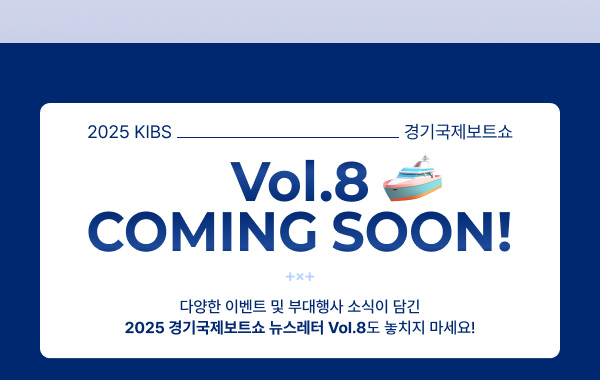 2025 KIBS 경기국제보트쇼
Vol.8
COMING SOON!
다양한 이벤트 및 부대행사 소식이 담긴
2025 경기국제보트쇼 뉴스레터 Vol.8도 놓치지 마세요!